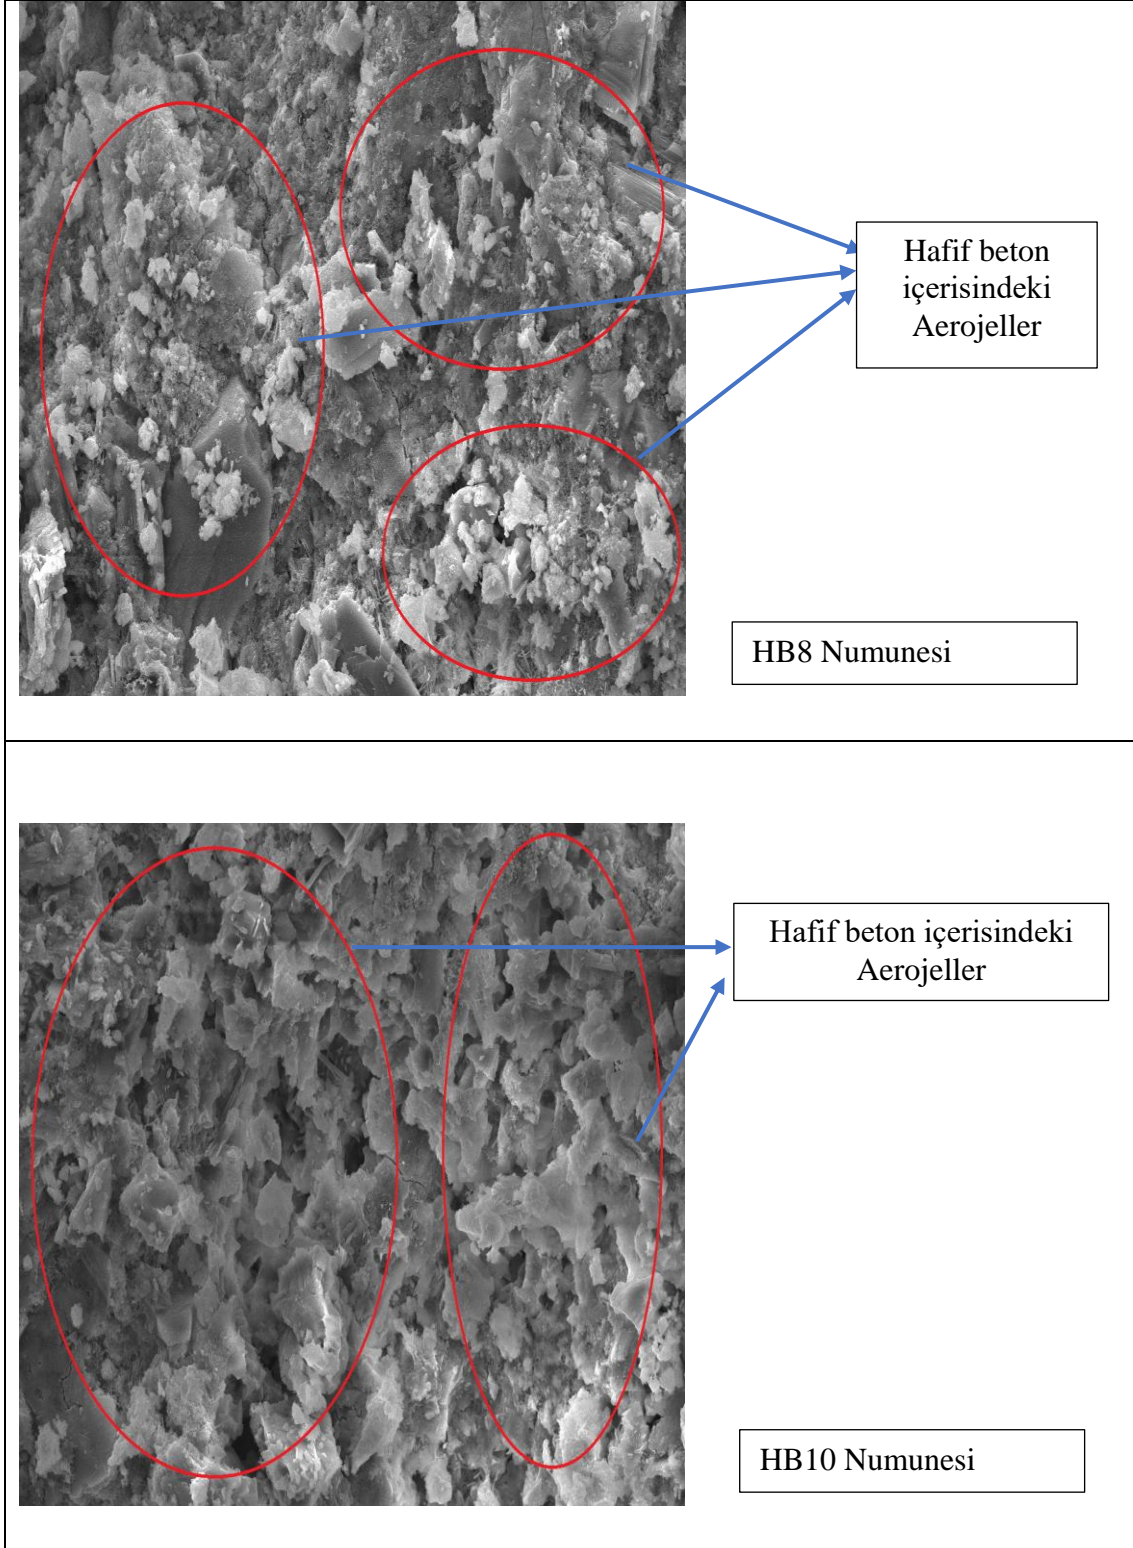 Hafif beton
içerisindeki
Aerojeller
HB8 Numunesi
Hafif beton içerisindeki
Aerojeller
HB10 Numunesi